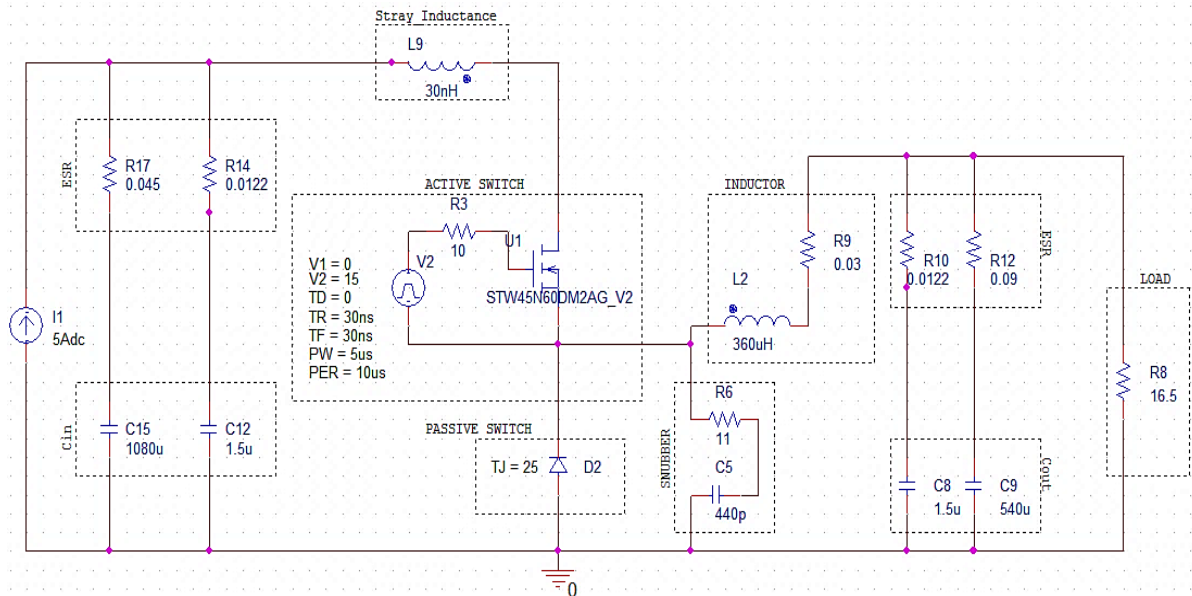 Stray Inductance
L9
30nH
ESR
R17
0.045
R14
0.0122
ACTIVE SWITCH
R3
10
U1
V2
STW45N60DM2AG_V2
V1 = 0
V2 = 15
TD = 0
TR = 30ns
TF = 30ns
PW = 5us
PER = 10us
I1
5Adc
INDUCTOR
R9
0.03
L2
360uH
ESR
R10
0.0122
R12
0.09
LOAD
R8
16.5
Cin
C15
1080u
C12
1.5u
PASSIVE SWITCH
TJ = 25
D2
SNUBBER
R6
11
C5
440p
Cout
C8
1.5u
C9
540u
0